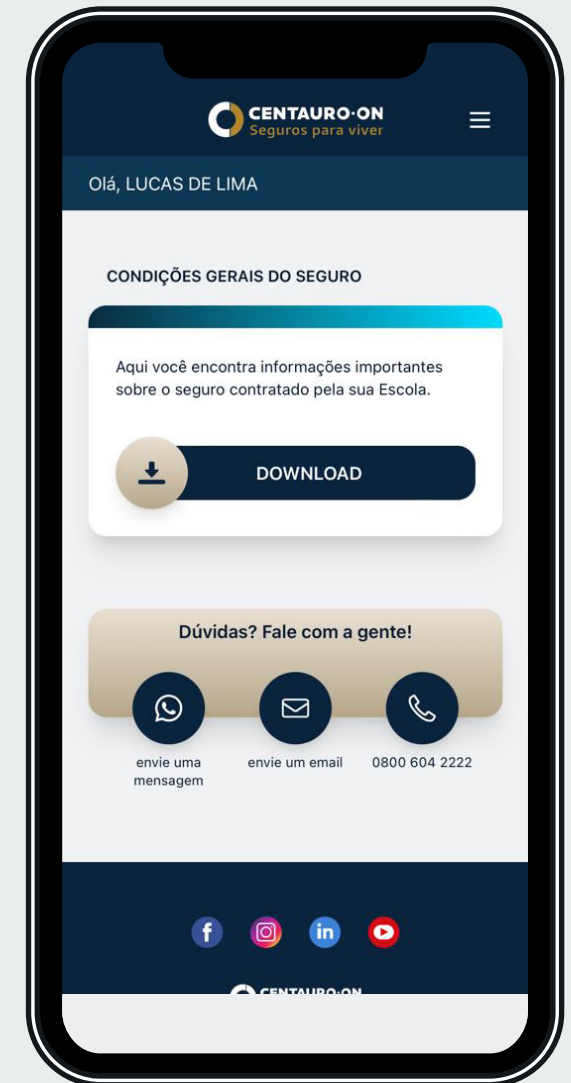 CENTAURO·ON
Seguros para viver
Olá, LUCAS DE LIMA
CONDIÇÕES GERAIS DO SEGURO
Aqui você encontra informações importantes
sobre o seguro contratado pela sua Escola.
DOWNLOAD
Dúvidas? Fale com a gente!
envie uma
mensagem
envie um email
0800 604 2222
CENTAURO·ON